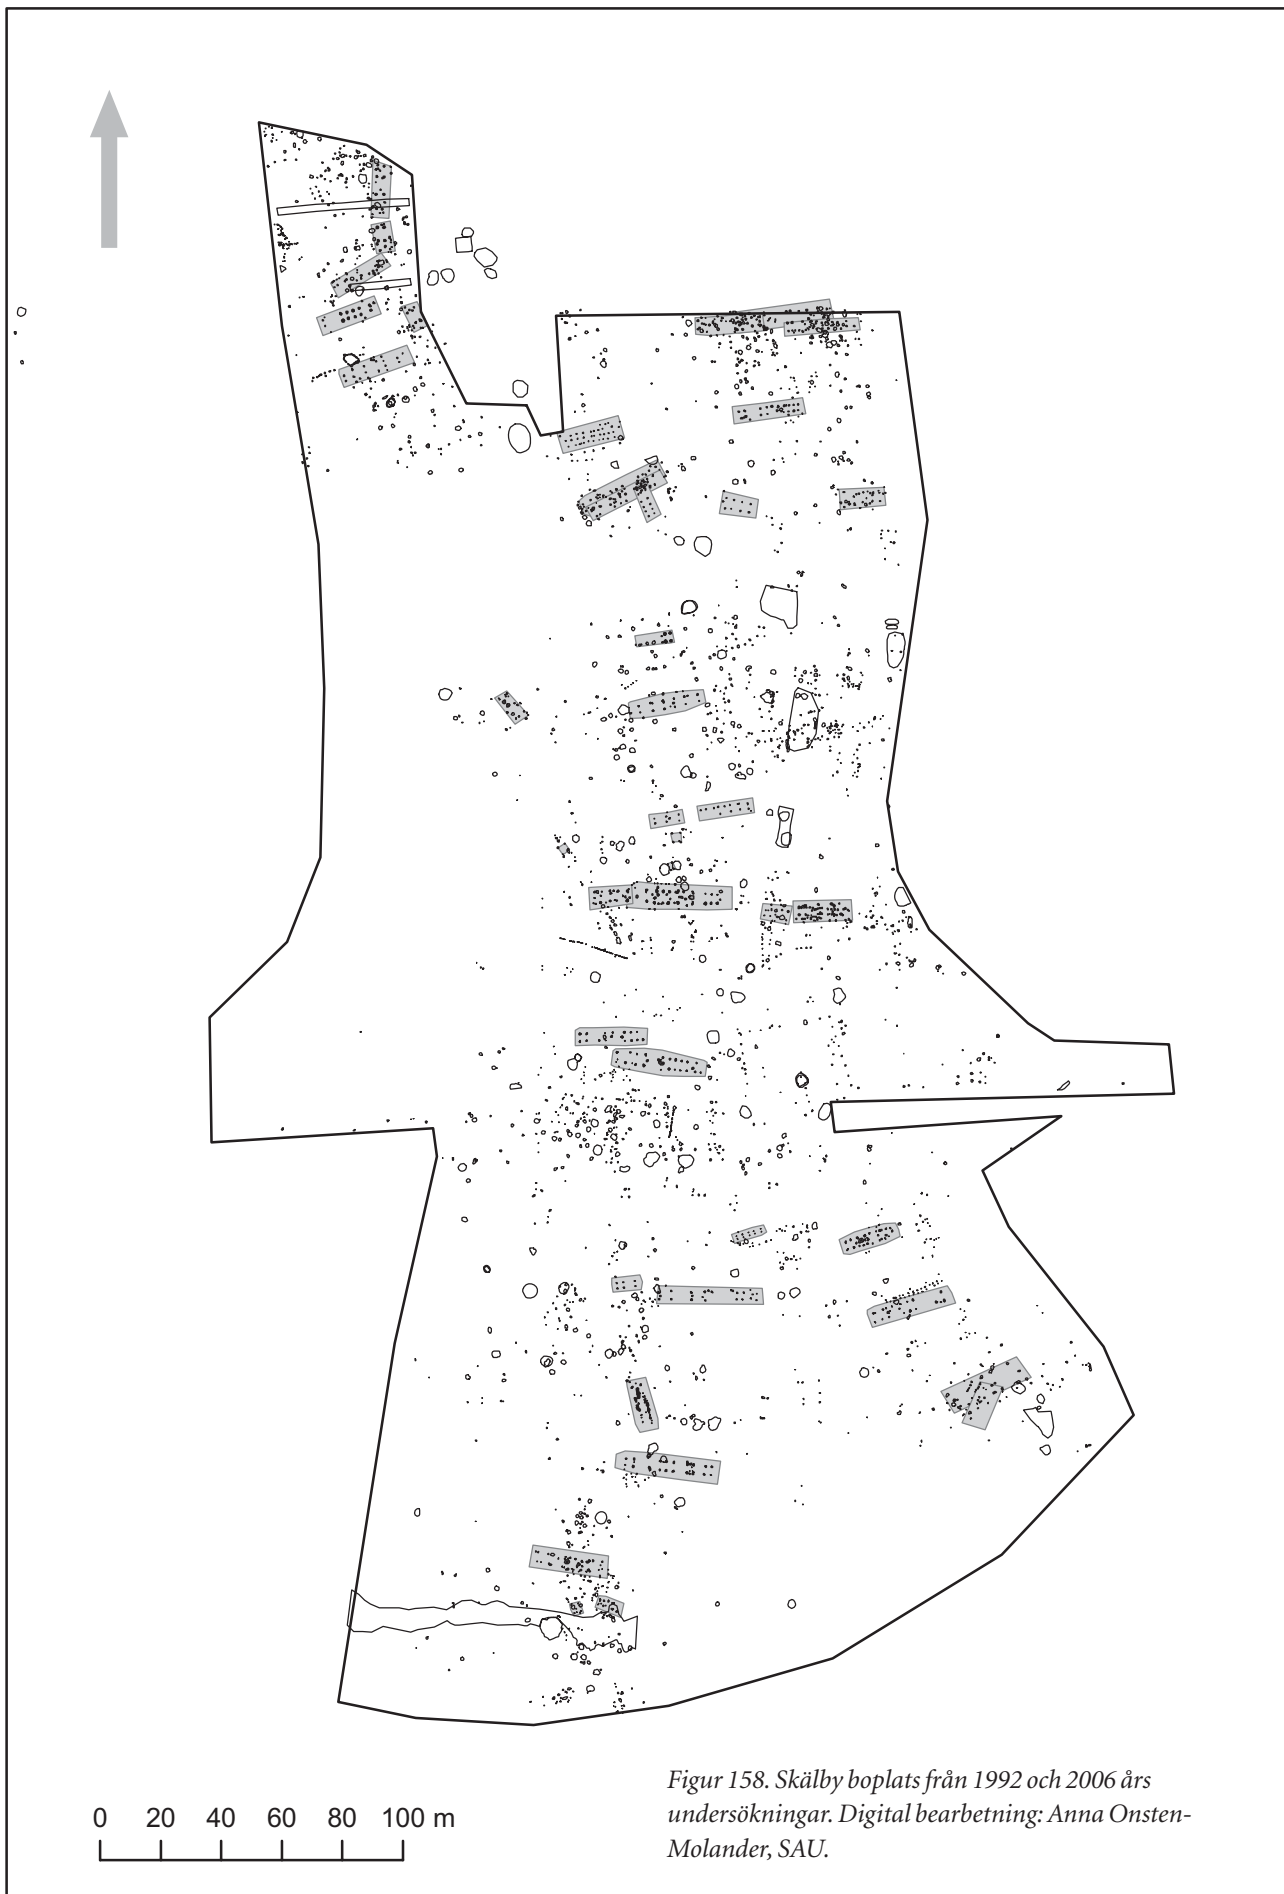 0 20 40 60 80 100 m
Figur 158. Skälby boplats från 1992 och 2006 års
undersökningar. Digital bearbetning: Anna Onsten-
Molander, SAU.